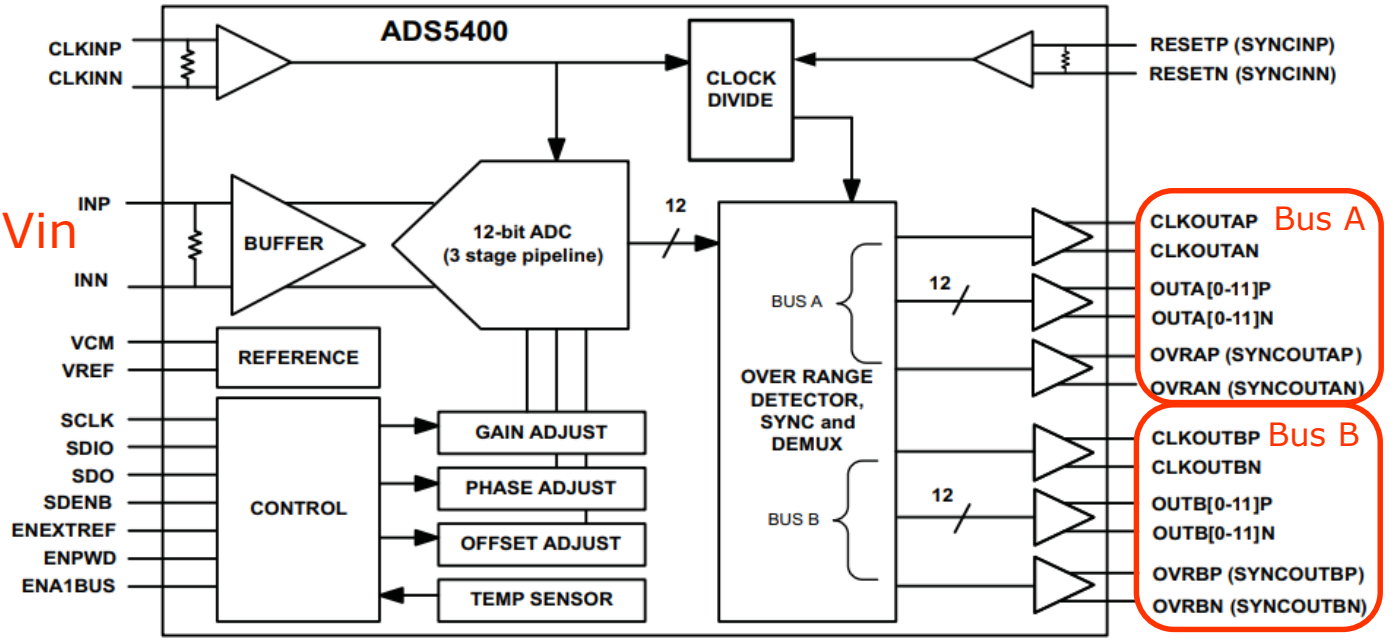 ADS5400
CLKINP
CLKINN
CLOCK
DIVIDE
RESETP (SYNCINP)
RESETN (SYNCINN)
Vin
INP
INN
BUFFER
12-bit ADC
(3 stage pipeline)
12
VCM
VREF
REFERENCE
SCLK
SDIO
SDO
SDENB
ENEXTREF
ENPWD
ENA1BUS
CONTROL
GAIN ADJUST
PHASE ADJUST
OFFSET ADJUST
TEMP SENSOR
BUS A
OVER RANGE
DETECTOR,
SYNC and
DEMUX
BUS B
12
12
Bus A
CLKOUTAP
CLKOUTAN
OUTA[0-11]P
OUTA[0-11]N
OVRAP (SYNCOUTAP)
OVRAN (SYNCOUTAN)
Bus B
CLKOUTBP
CLKOUTBN
OUTB[0-11]P
OUTB[0-11]N
OVRBP (SYNCOUTBP)
OVRBN (SYNCOUTBN)